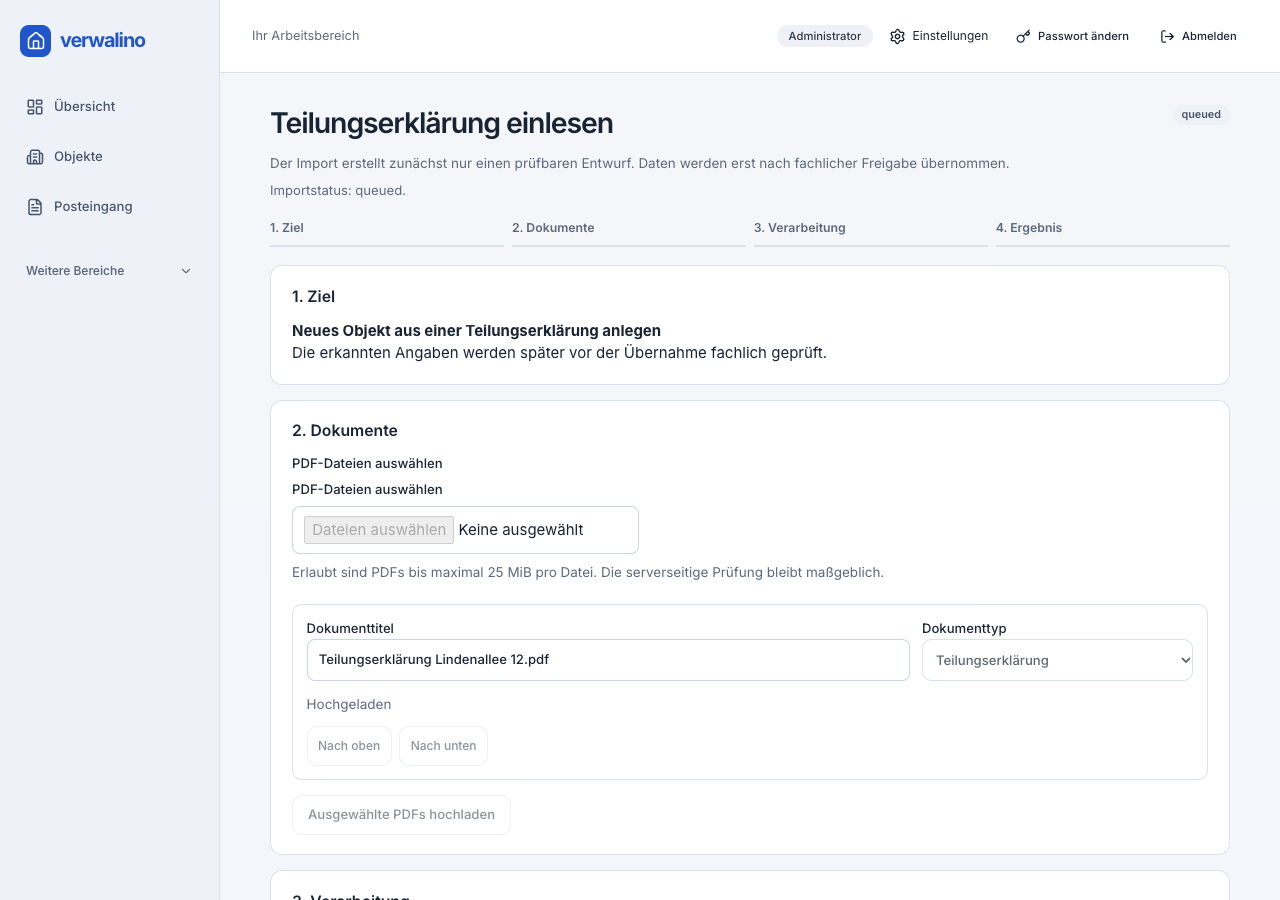 verwalino
Ihr Arbeitsbereich
Administrator
Einstellungen
Passwort ändern
Abmelden
Übersicht
Objekte
Posteingang
Weitere Bereiche
Teilungserklärung einlesen
queued
Der Import erstellt zunächst nur einen prüfbaren Entwurf. Daten werden erst nach fachlicher Freigabe übernommen.
Importstatus: queued.
1. Ziel
2. Dokumente
3. Verarbeitung
4. Ergebnis
1. Ziel
Neues Objekt aus einer Teilungserklärung anlegen
Die erkannten Angaben werden später vor der Übernahme fachlich geprüft.
2. Dokumente
PDF-Dateien auswählen
PDF-Dateien auswählen
Dateien auswählen Keine ausgewählt
Erlaubt sind PDFs bis maximal 25 MiB pro Datei. Die serverseitige Prüfung bleibt maßgeblich.
Dokumenttitel
Dokumenttyp
Teilungserklärung Lindenallee 12.pdf
Teilungserklärung
Hochgeladen
Nach oben
Nach unten
Ausgewählte PDFs hochladen
3. Verarbeitung